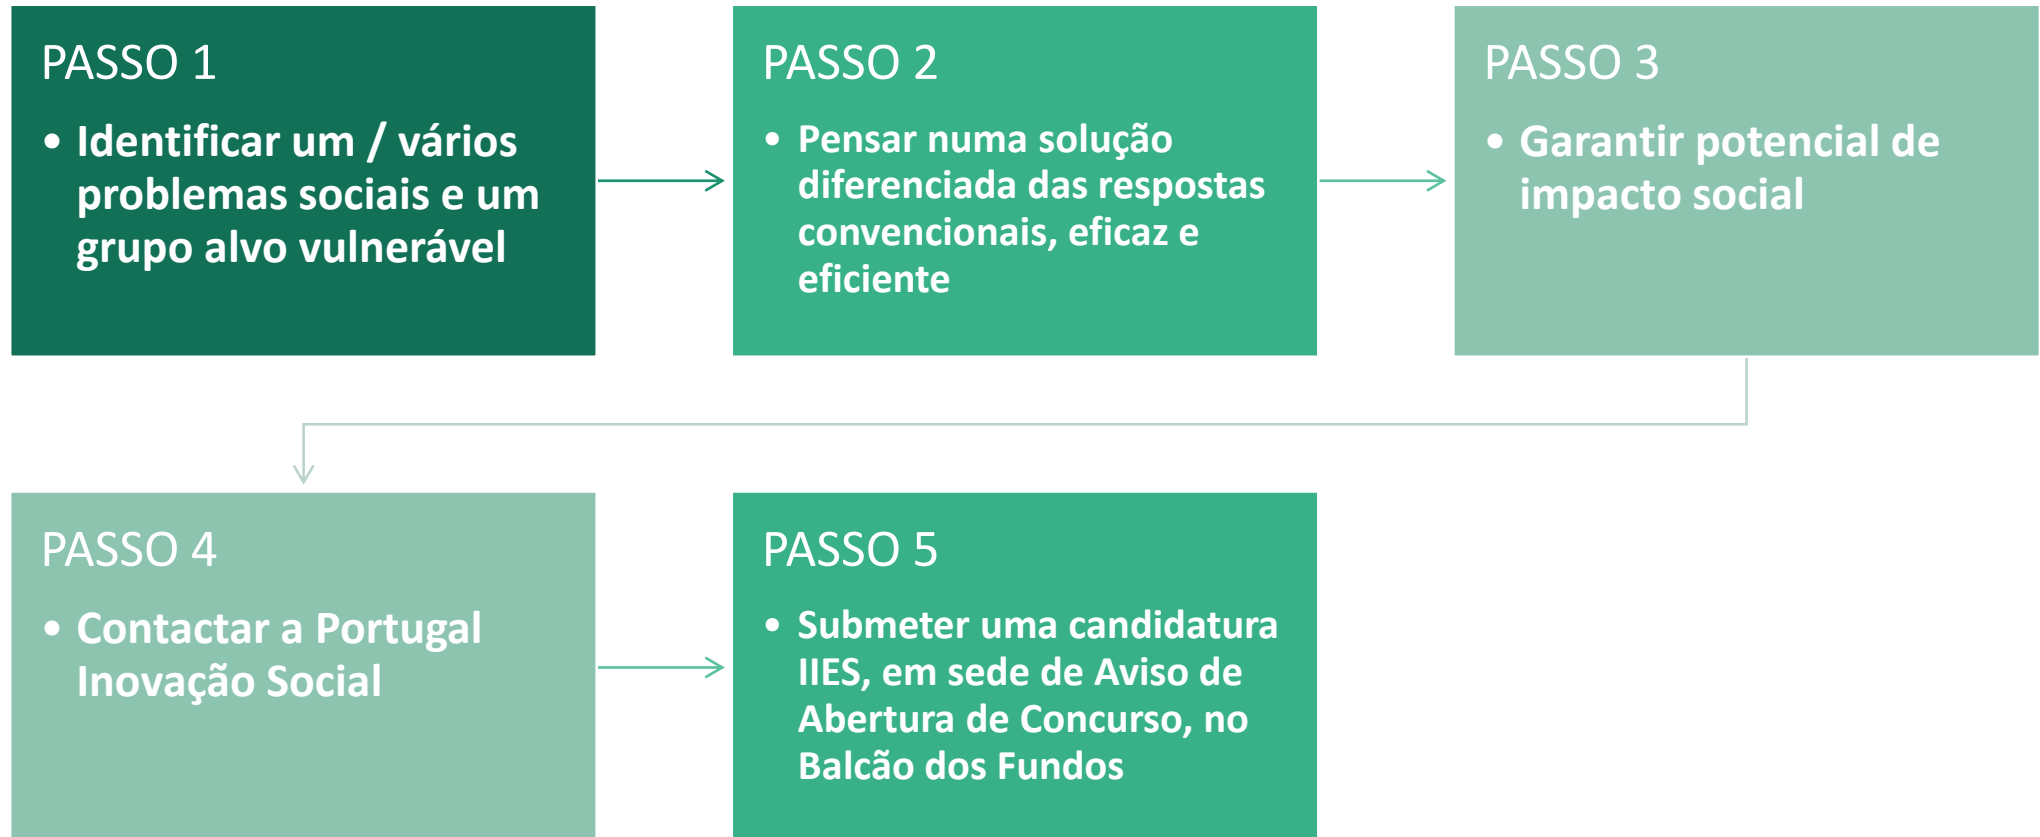 PASSO 1
• Identificar um / vários
problemas sociais e um
grupo alvo vulnerável
PASSO 2
• Pensar numa solução
diferenciada das respostas
convencionais, eficaz e
eficiente
PASSO 3
• Garantir potencial de
impacto social
PASSO 4
• Contactar a Portugal
Inovação Social
PASSO 5
• Submeter uma candidatura
IIES, em sede de Aviso de
Abertura de Concurso, no
Balcão dos Fundos